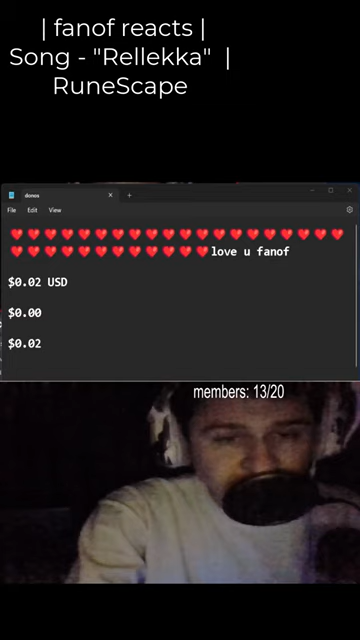 | fanof reacts |
Song - "Rellekka" |
RuneScape
donos
File Edit View
❤️❤️❤️❤️❤️❤️❤️❤️❤️❤️❤️❤️❤️❤️❤️❤️❤️❤️❤️❤️
❤️❤️❤️❤️❤️❤️❤️❤️❤️❤️❤️❤️love u fanof
$0.02 USD
$0.00
$0.02
members: 13/20